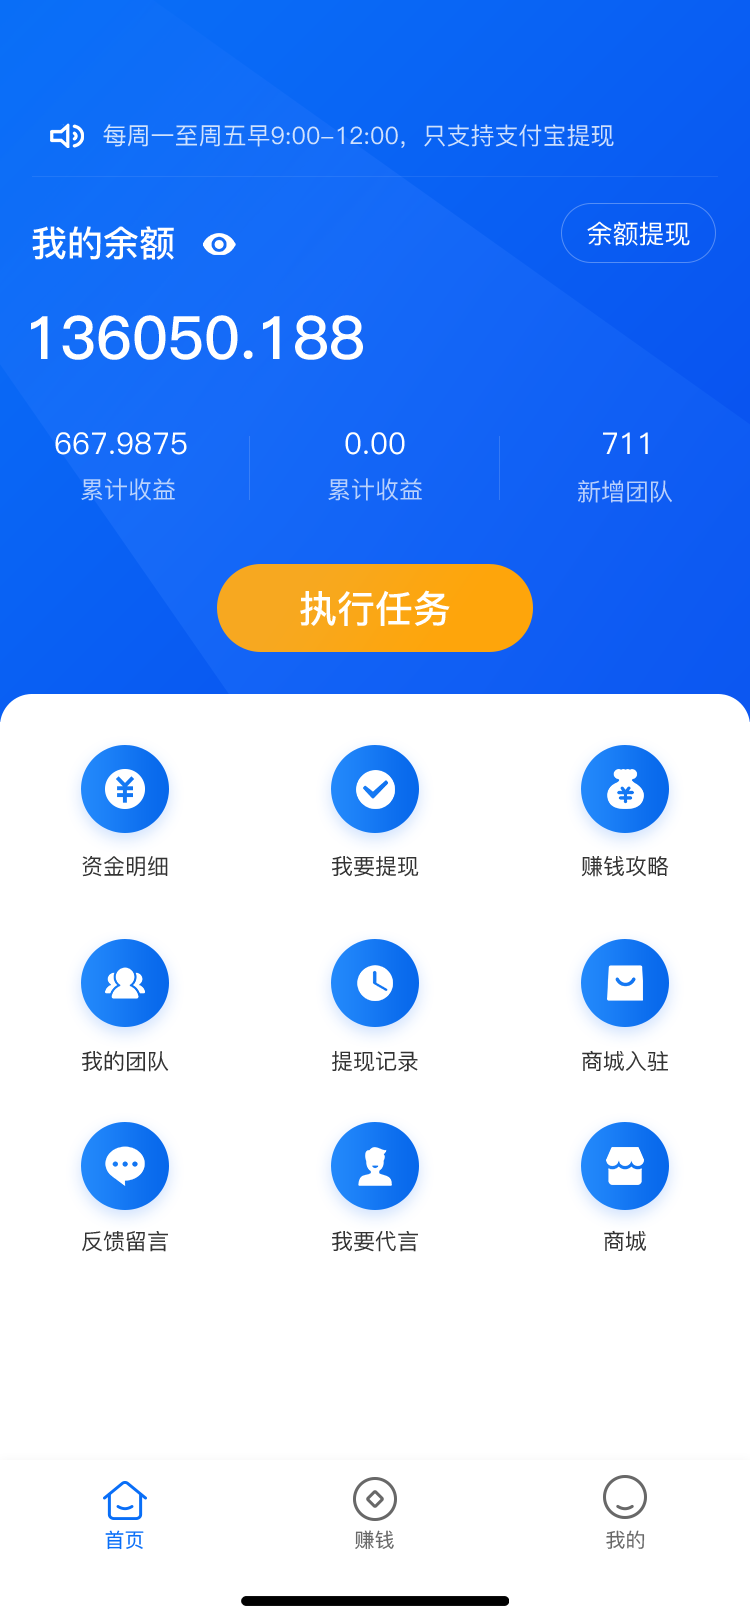 每周一至周五早9:00-12:00，只支持支付宝提现
我的余额
余额提现
136050.188
667.9875 0.00 711
累计收益 累计收益 新增团队
执行任务
资金明细 我要提现 赚钱攻略
我的团队 提现记录 商城入驻
反馈留言 我要代言 商城
首页 赚钱 我的